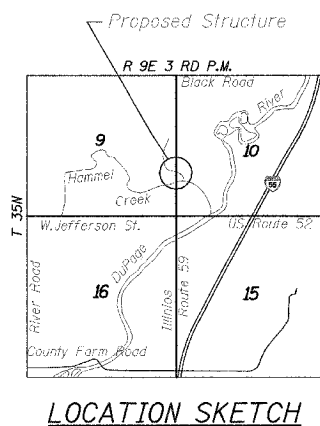 Proposed Structure
R 9E 3 RD P.M.
Black Road
River
9
10
Hammel
Creek
55
T 35N
W.Jefferson St.
US Route 52
DuPage
River Road
16
Illinios
Route 59
15
County Farm Road
LOCATION SKETCH